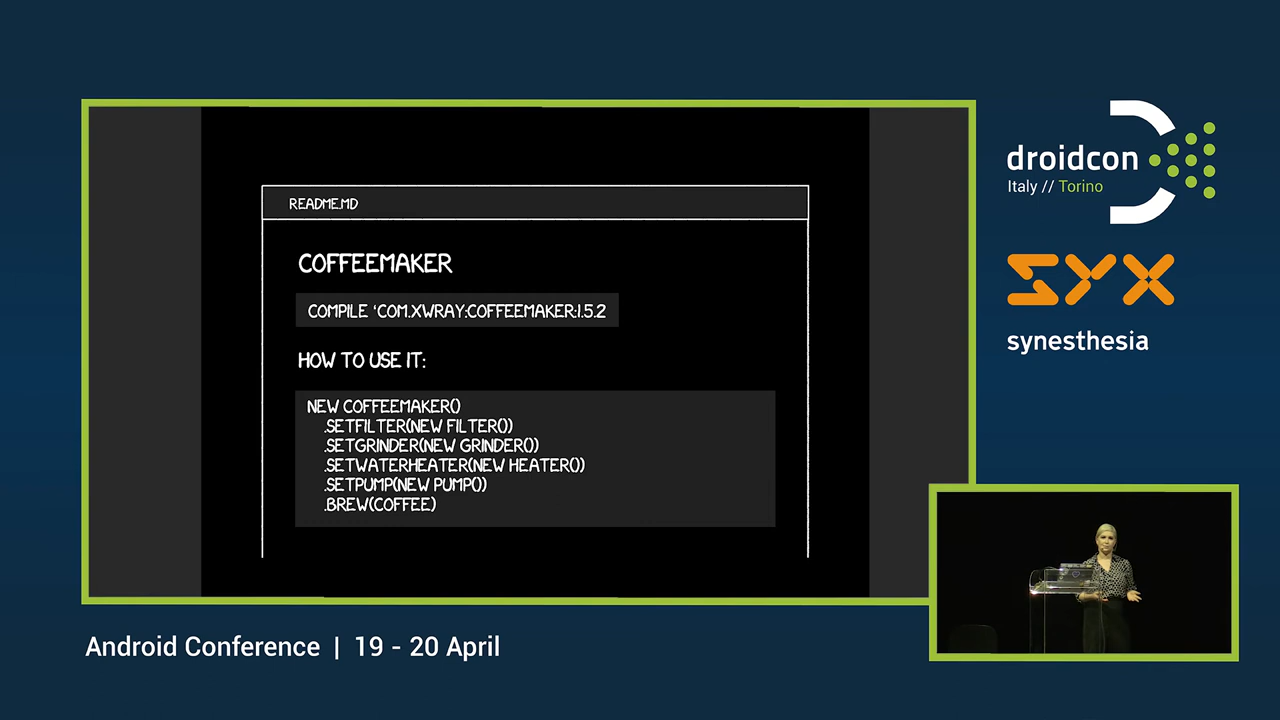 README.MD
COFFEEMAKER
COMPILE ‘COM.XWRAY:COFFEEMAKER:1.5.2
HOW TO USE IT:
NEW COFFEEMAKER()
.SETFILTER(NEW FILTER())
.SETGRINDER(NEW GRINDER())
.SETWATERHEATER(NEW HEATER())
.SETPUMP(NEW PUMP())
.BREW(COFFEE)
droidcon
Italy // Torino
SYX
synesthesia
Android Conference | 19 - 20 April